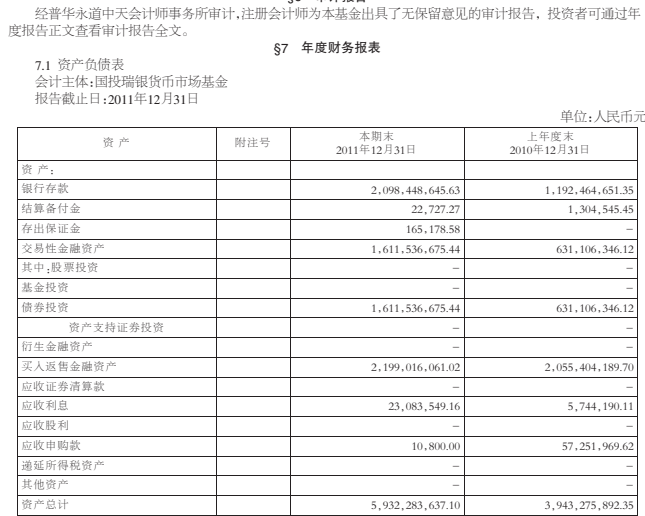 经普华永道中天会计师事务所审计,注册会计师为本基金出具了无保留意见的审计报告，投资者可通过年
度报告正文查看审计报告全文。
§7 年度财务报表
7.1 资产负债表
会计主体:国投瑞银货币市场基金
报告截止日:2011年12月31日
单位:人民币元
资 产 附注号 本期末 上年度末
2011年12月31日 2010年12月31日
资 产:
银行存款 2,098,448,645.63 1,192,464,651.35
结算备付金 22,727.27 1,304,545.45
存出保证金 165,178.58 –
交易性金融资产 1,611,536,675.44 631,106,346.12
其中:股票投资 – –
基金投资 – –
债券投资 1,611,536,675.44 631,106,346.12
资产支持证券投资 – –
衍生金融资产 – –
买入返售金融资产 2,199,016,061.02 2,055,404,189.70
应收证券清算款 – –
应收利息 23,083,549.16 5,744,190.11
应收股利 – –
应收申购款 10,800.00 57,251,969.62
递延所得税资产 – –
其他资产 – –
资产总计 5,932,283,637.10 3,943,275,892.35